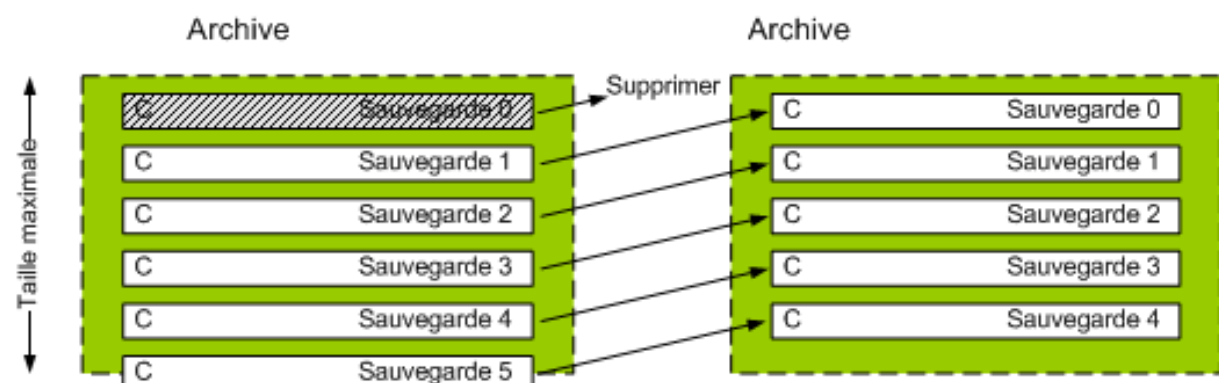 Archive
Archive
Taille maximale
C Sauvegarde 0
Supprimer
C Sauvegarde 1
C Sauvegarde 2
C Sauvegarde 3
C Sauvegarde 4
C Sauvegarde 5
C Sauvegarde 0
C Sauvegarde 1
C Sauvegarde 2
C Sauvegarde 3
C Sauvegarde 4